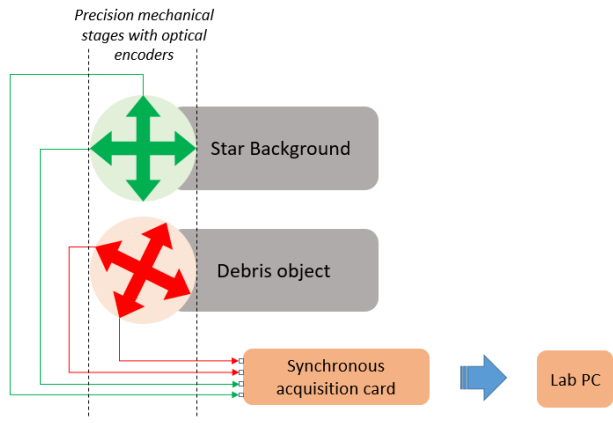 Precision mechanical
stages with optical
encoders
Star Background
Debris object
Synchronous
acquisition card
Lab PC